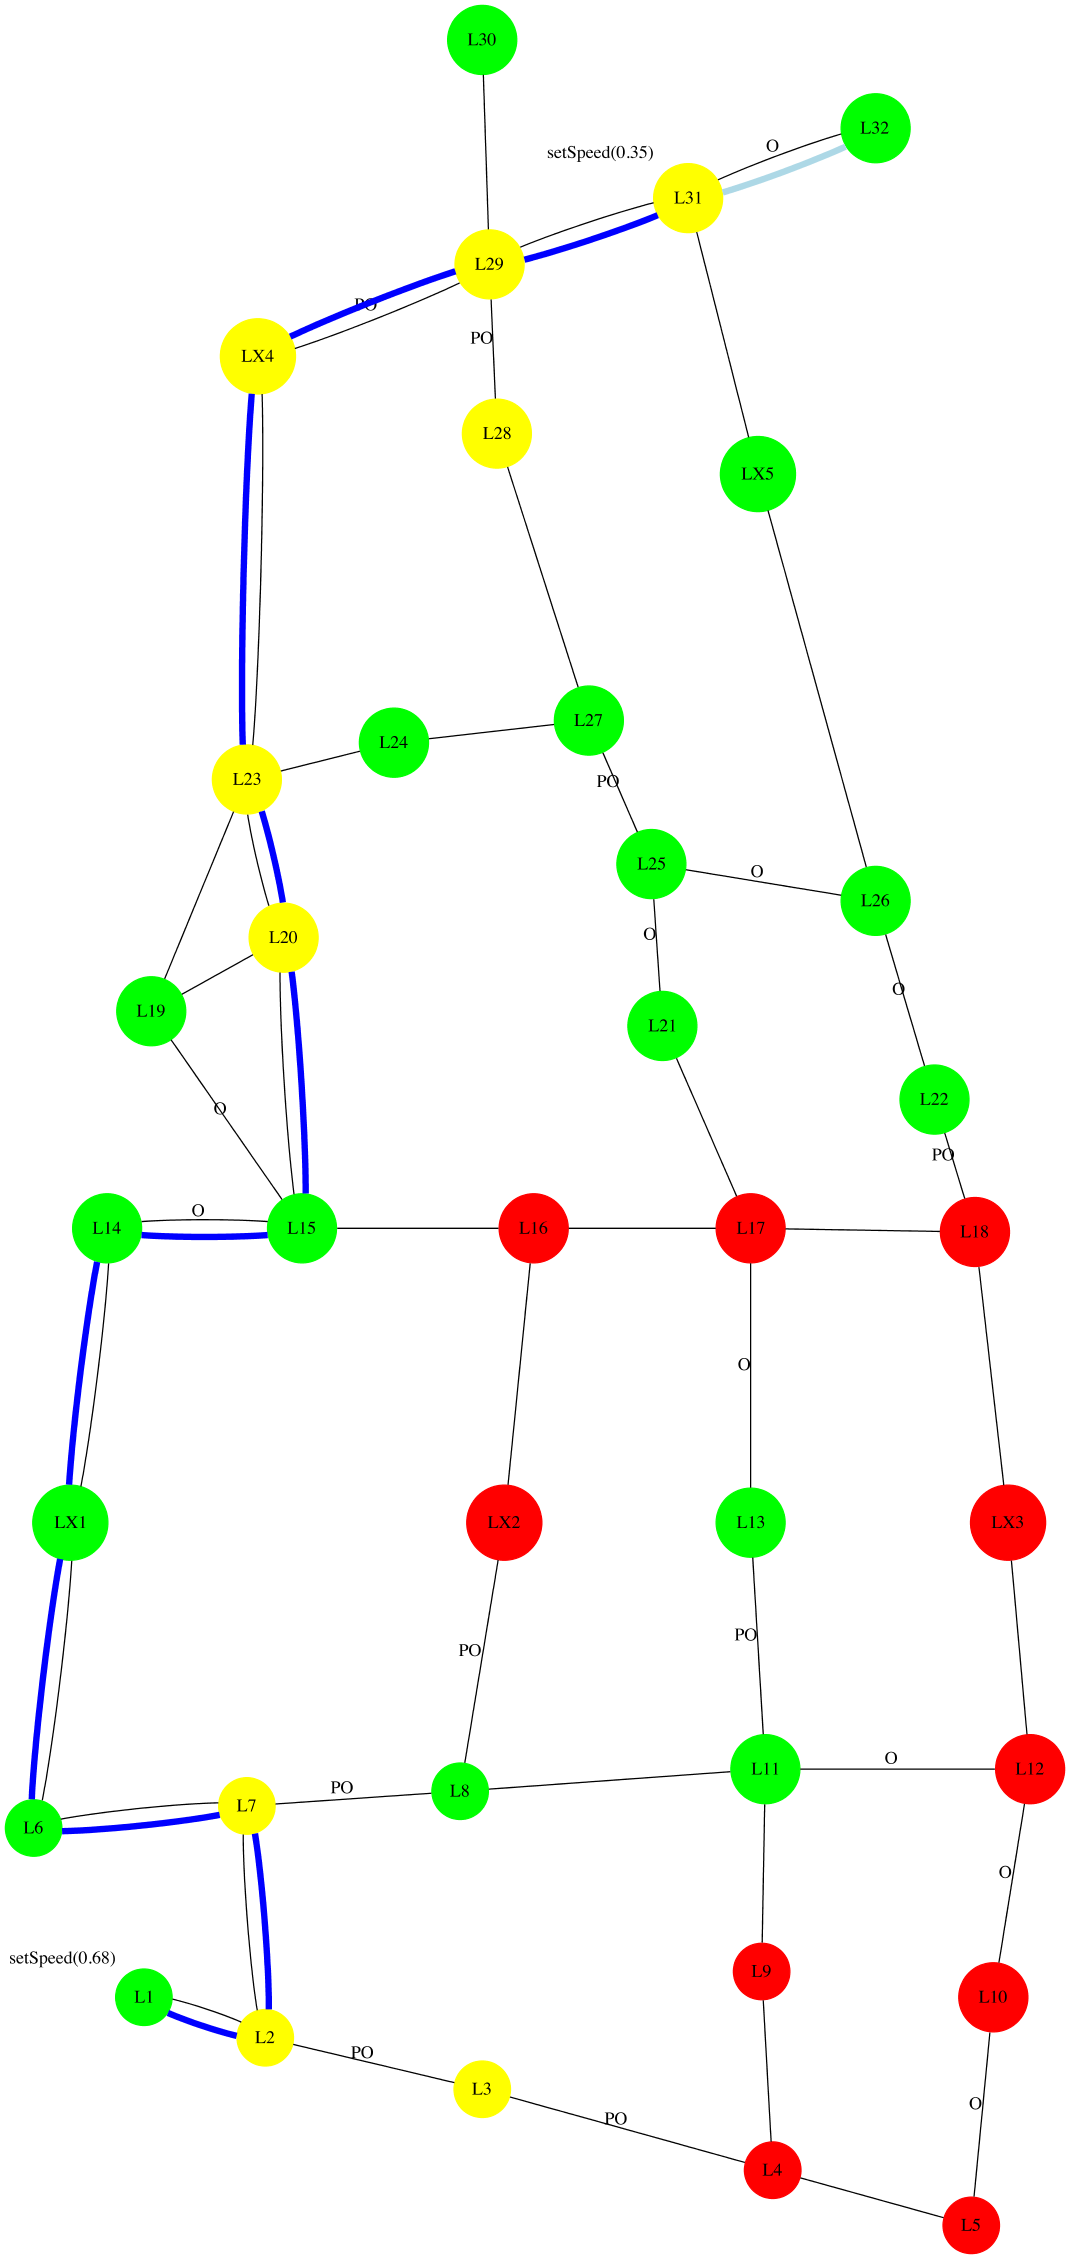 L30
L32
O
setSpeed(0.35)
L31
L29
PO
LX4
PO
L28
LX5
L27
L24
L23
PO
L25
O
L26
L20
O
O
L19
L21
L22
O
PO
O
L14
L15
L16
L17
L18
O
LX1
LX2
L13
LX3
PO
PO
O
L11
L12
PO
L8
L7
L6
O
setSpeed(0.68)
L9
L1
L10
L2
PO
L3
O
PO
L4
L5